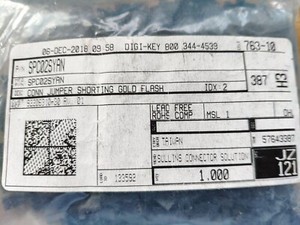 06-DEC-2018 09 58 DIGI-KEY 800 344-4539
763-10
SPC02SYAN
SPC02SYAN
387
CONN JUMPER SHORTING GOLD FLASH
IDX: 2
LEAD FREE
ROHS COMP
MSL 1
TAIWAN
57643987
SULLINS CONNECTOR SOLUTION
1.000
JZ
121